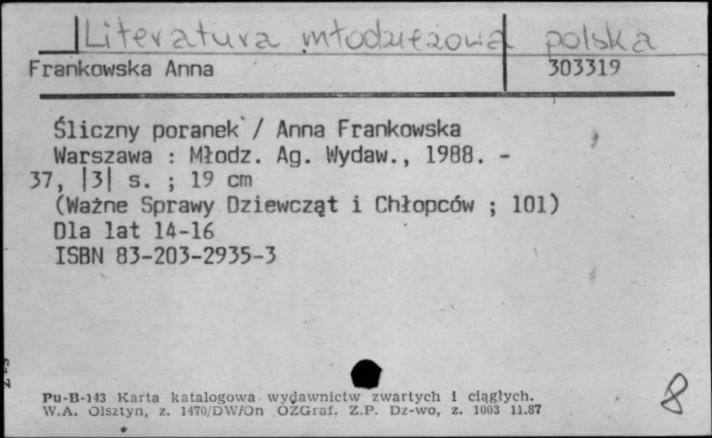 Literatura młodzieżowa polska
Frankowska Anna 303319
Śliczny poranek / Anna Frankowska
Warszawa : Młodz. Ag. Wydaw., 1988. -
37, |3| s. ; 19 cm
(Ważne Sprawy Dziewcząt i Chłopców ; 101)
Dla lat 14-16
ISBN 83-203-2935-3
Pu-B-143 Karta katalogowa wydawnictw zwartych i ciągłych.
W.A. Olsztyn, z. 1470/DW/On OZGraf. Z.P. Dz-wo, z. 1003 11.87
8